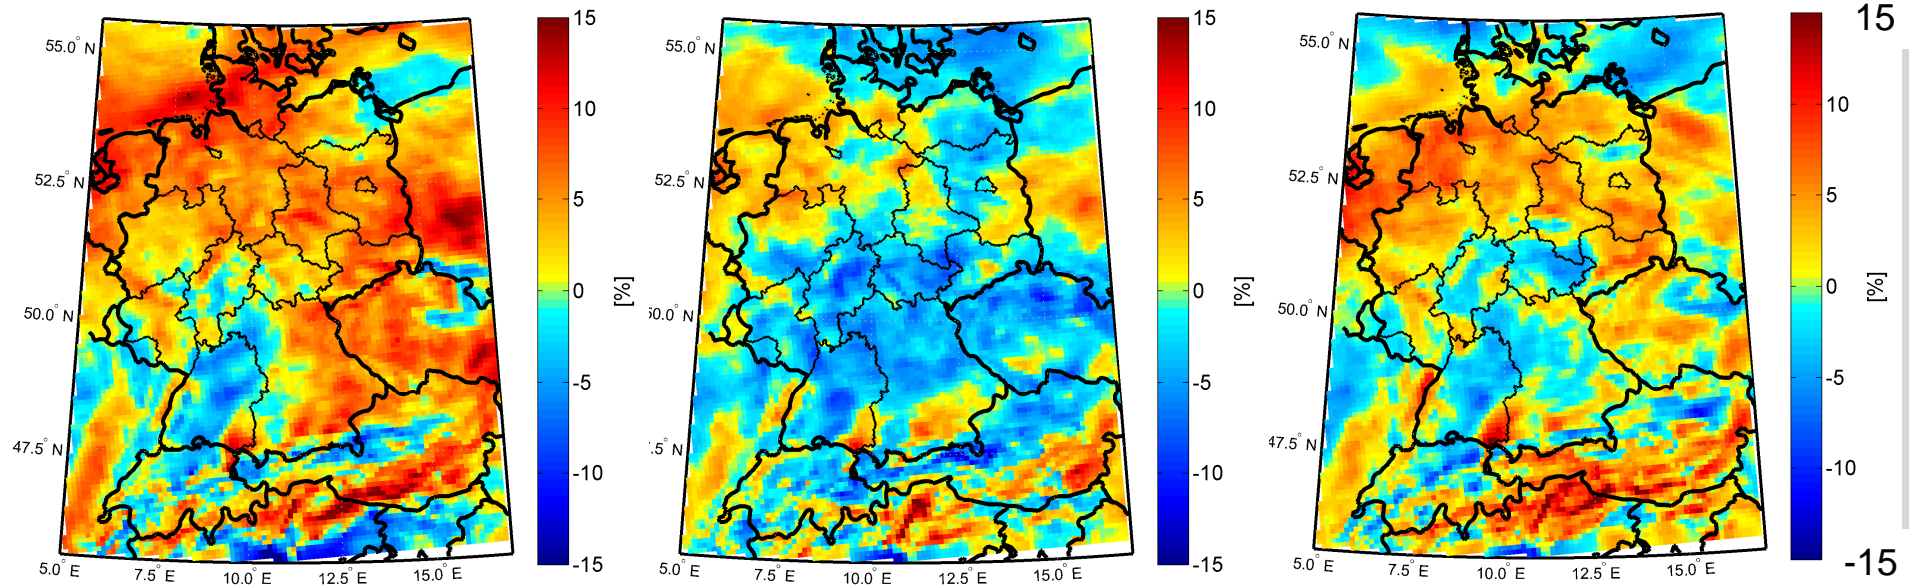 55.0° N
52.5° N
50.0° N
47.5° N
5.0° E
7.5° E
10.0° E
12.5° E
15.0° E
15
10
5
0
-5
-10
-15
[%]
55.0° N
52.5° N
50.0° N
.5° N
5.0° E
7.5° E
10.0° E
12.5° E
15.0° E
15
10
5
0
-5
-10
-15
[%]
55.0° N
52.5° N
50.0° N
47.5° N
5.0° E
7.5° E
10.0° E
12.5° E
15.0° E
15
10
5
0
-5
-10
-15
[%]